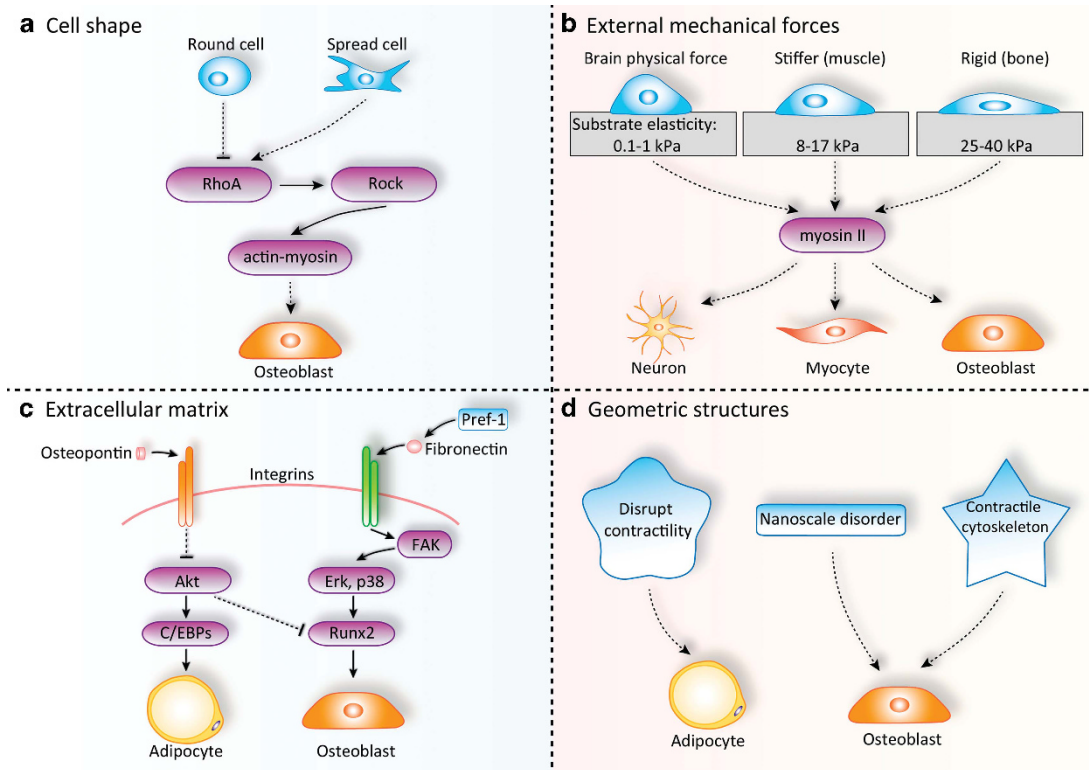 a Cell shape
Round cell
Spread cell
RhoA
Rock
actin-myosin
Osteoblast
b External mechanical forces
Brain physical force
Stiffer (muscle)
Rigid (bone)
Substrate elasticity:
0.1-1 kPa
8-17 kPa
25-40 kPa
myosin II
Neuron
Myocyte
Osteoblast
c Extracellular matrix
Pref-1
Osteopontin
Fibronectin
Integrins
FAK
Akt
Erk, p38
C/EBPs
Runx2
Adipocyte
Osteoblast
d Geometric structures
Disrupt
contractility
Nanoscale disorder
Contractile
cytoskeleton
Adipocyte
Osteoblast